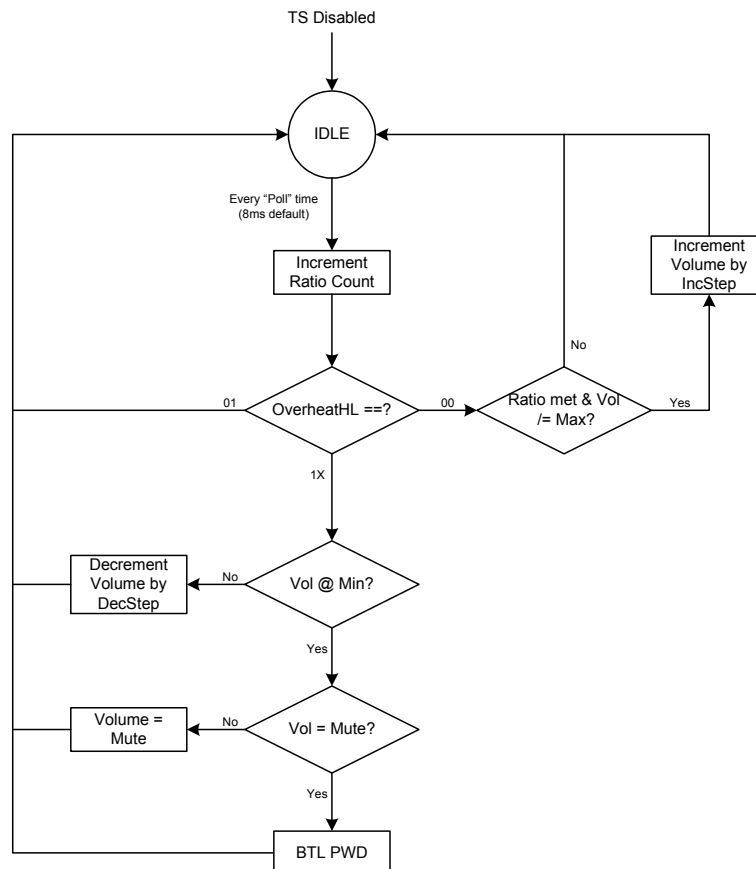 TS Disabled
IDLE
Every “Poll” time
(8ms default)
Increment
Ratio Count
Increment
Volume by
IncStep
No
01
OverheatHL ==?
00
Ratio met & Vol
/= Max?
Yes
1X
Decrement
Volume by
DecStep
No
Vol @ Min?
Yes
Volume =
Mute
No
Vol = Mute?
Yes
BTL PWD